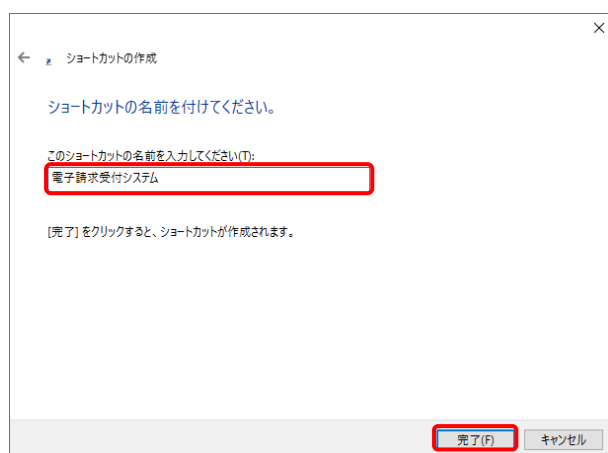 ショートカットの作成
ショートカットの名前を付けてください。
このショートカットの名前を入力してください(T):
電子請求受付システム
[完了] をクリックすると、ショートカットが作成されます。
完了(F)
キャンセル